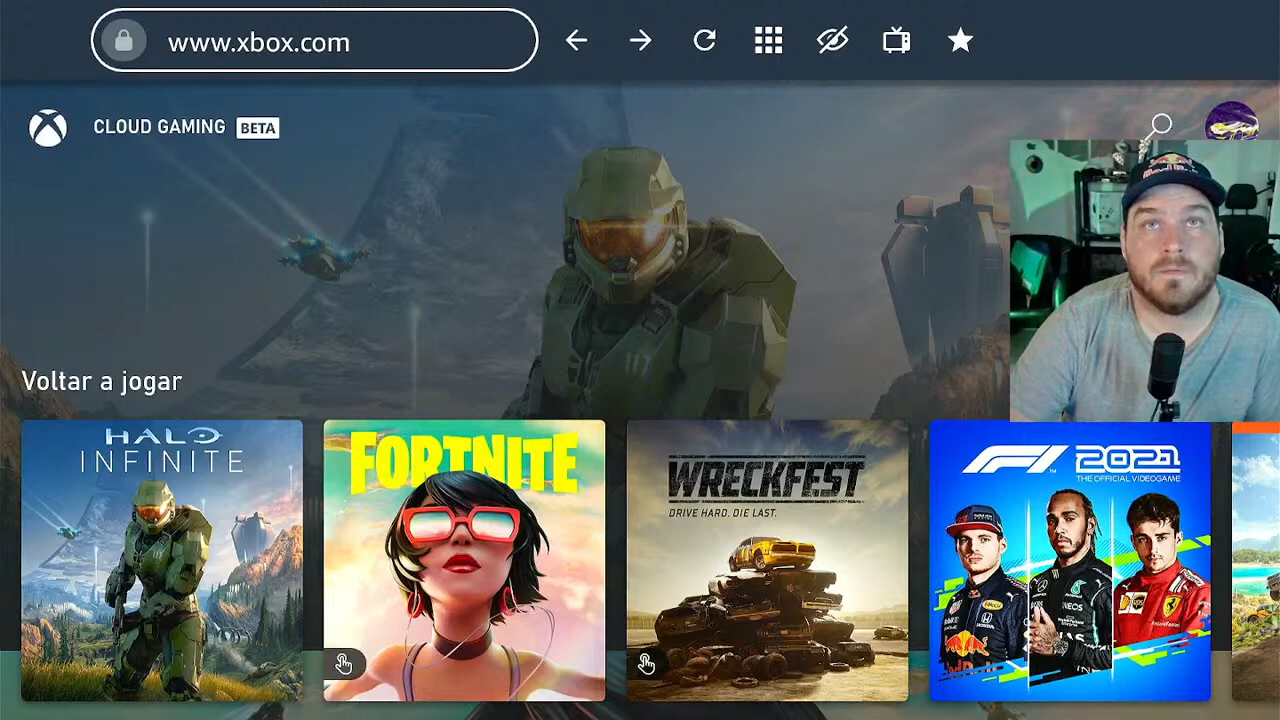 www.xbox.com
CLOUD GAMING BETA
Voltar a jogar
HALO
INFINITE
FORTNITE
WRECKFEST
DRIVE HARD. DIE LAST.
F1 2021
THE OFFICIAL VIDEOGAME